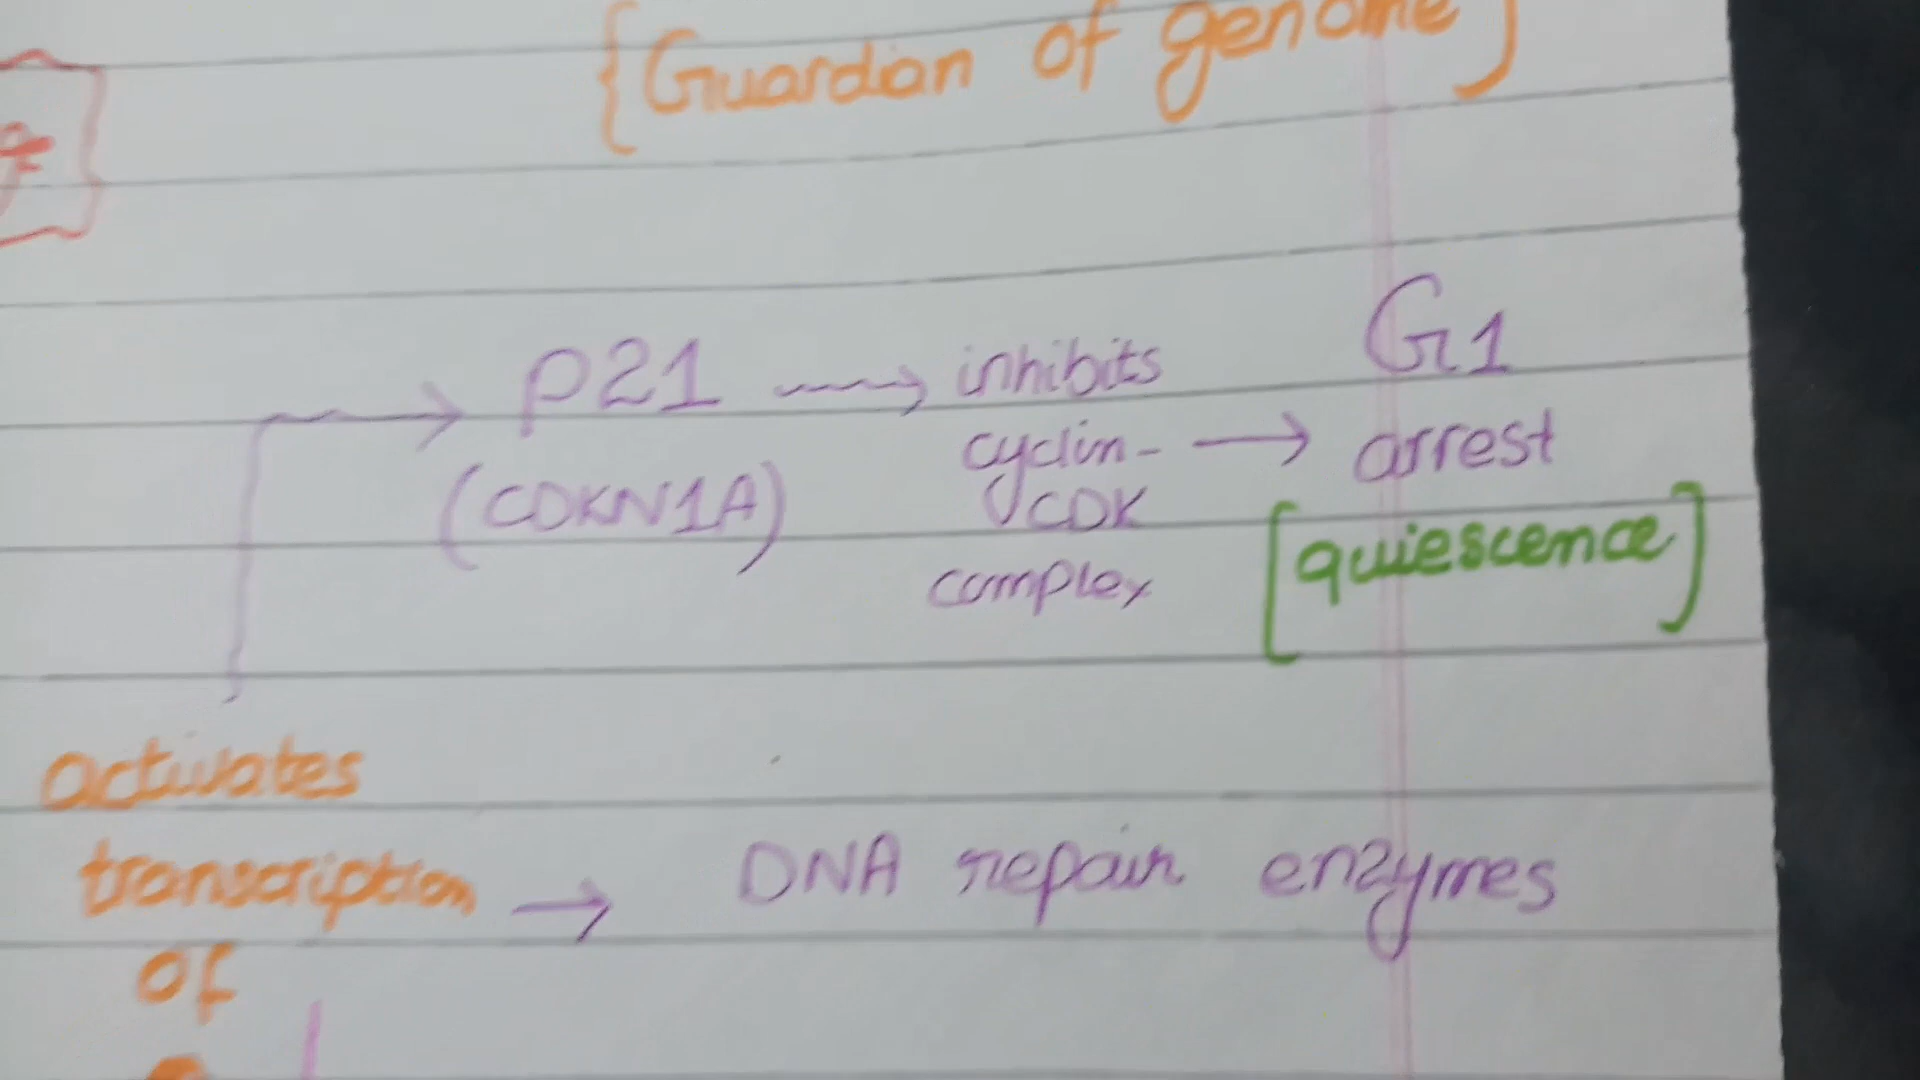 {Guardian of genome}
P21 → inhibits G1
cyclin- → arrest
(CDKN1A) CDK [quiescence]
complex
activates
transcription → DNA repair enzymes
of